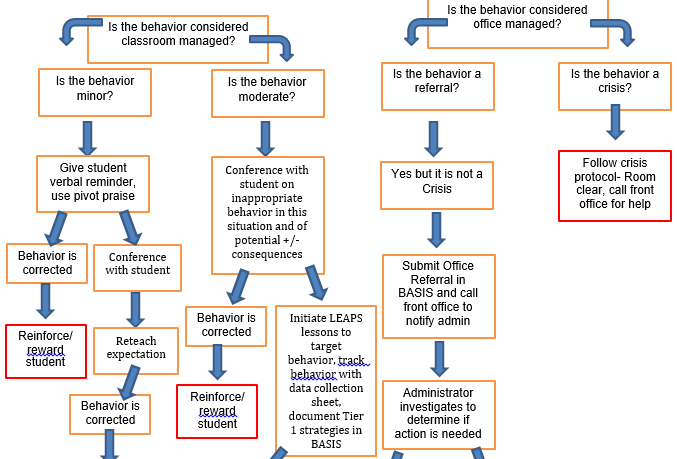 Is the behavior considered
classroom managed?
Is the behavior considered
office managed?
Is the behavior
minor?
Is the behavior
moderate?
Is the behavior a
referral?
Is the behavior a
crisis?
Give student
verbal reminder,
use pivot praise
Conference with
student on
inappropriate
behavior in this
situation and of
potential +/-
consequences
Yes but it is not a
Crisis
Follow crisis
protocol- Room
clear, call front
office for help
Behavior is
corrected
Conference
with student
Submit Office
Referral in
BASIS and call
front office to
notify admin
Behavior is
corrected
Initiate LEAPS
lessons to
target
behavior, track
behavior with
data collection
sheet,
document Tier
1 strategies in
BASIS
Reinforce/
reward
student
Reteach
expectation
Reinforce/
reward
student
Administrator
investigates to
determine if
action is needed
Behavior is
corrected